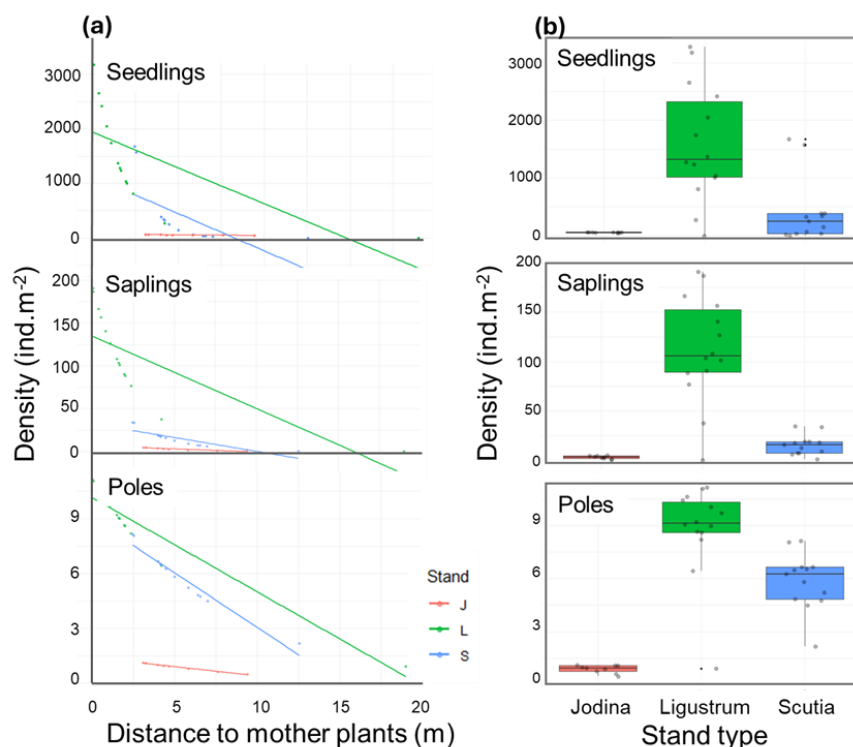 (a)
Seedlings
3000
2000
1000
0
Saplings
200
150
100
50
0
Poles
9
6
3
0
0 5 10 15 20
Density (ind.m-2)
Distance to mother plants (m)
Stand
J
L
S
(b)
Seedlings
3000
2000
1000
0
Saplings
200
150
100
50
0
Poles
9
6
3
0
Jodina Ligustrum Scutia
Density (ind.m-2)
Stand type